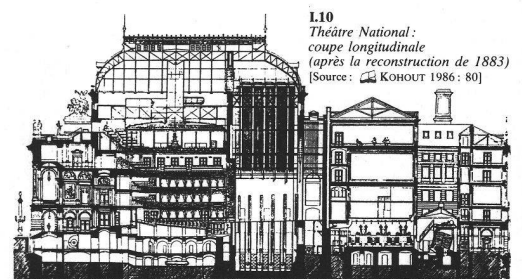 I.10
Théâtre National :
coupe longitudinale
(après la reconstruction de 1883)
[Source : KOHOUT 1986 : 80]